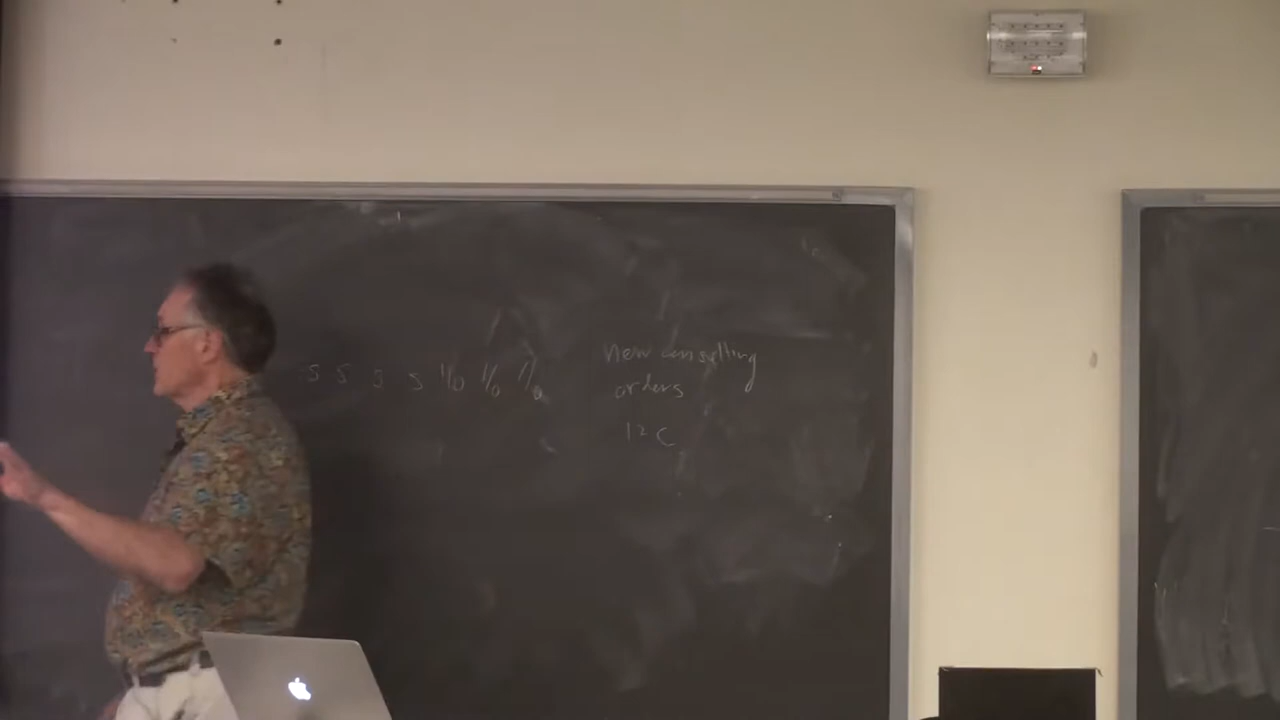 5 5 5 5 1/0 1/0 1/0
new consulting
orders
12 C